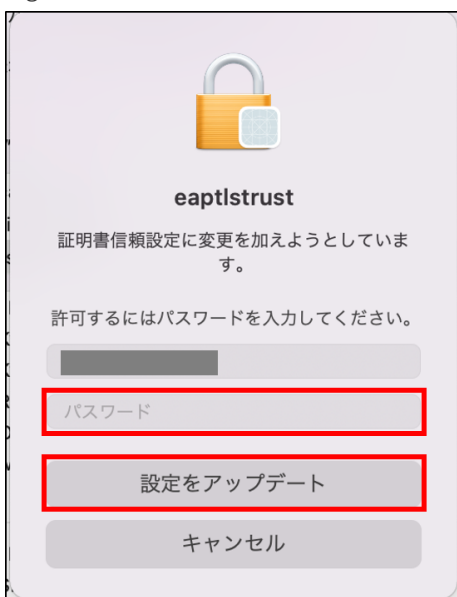 eaptlstrust
証明書信頼設定に変更を加えようとしていま
す。
許可するにはパスワードを入力してください。
パスワード
設定をアップデート
キャンセル